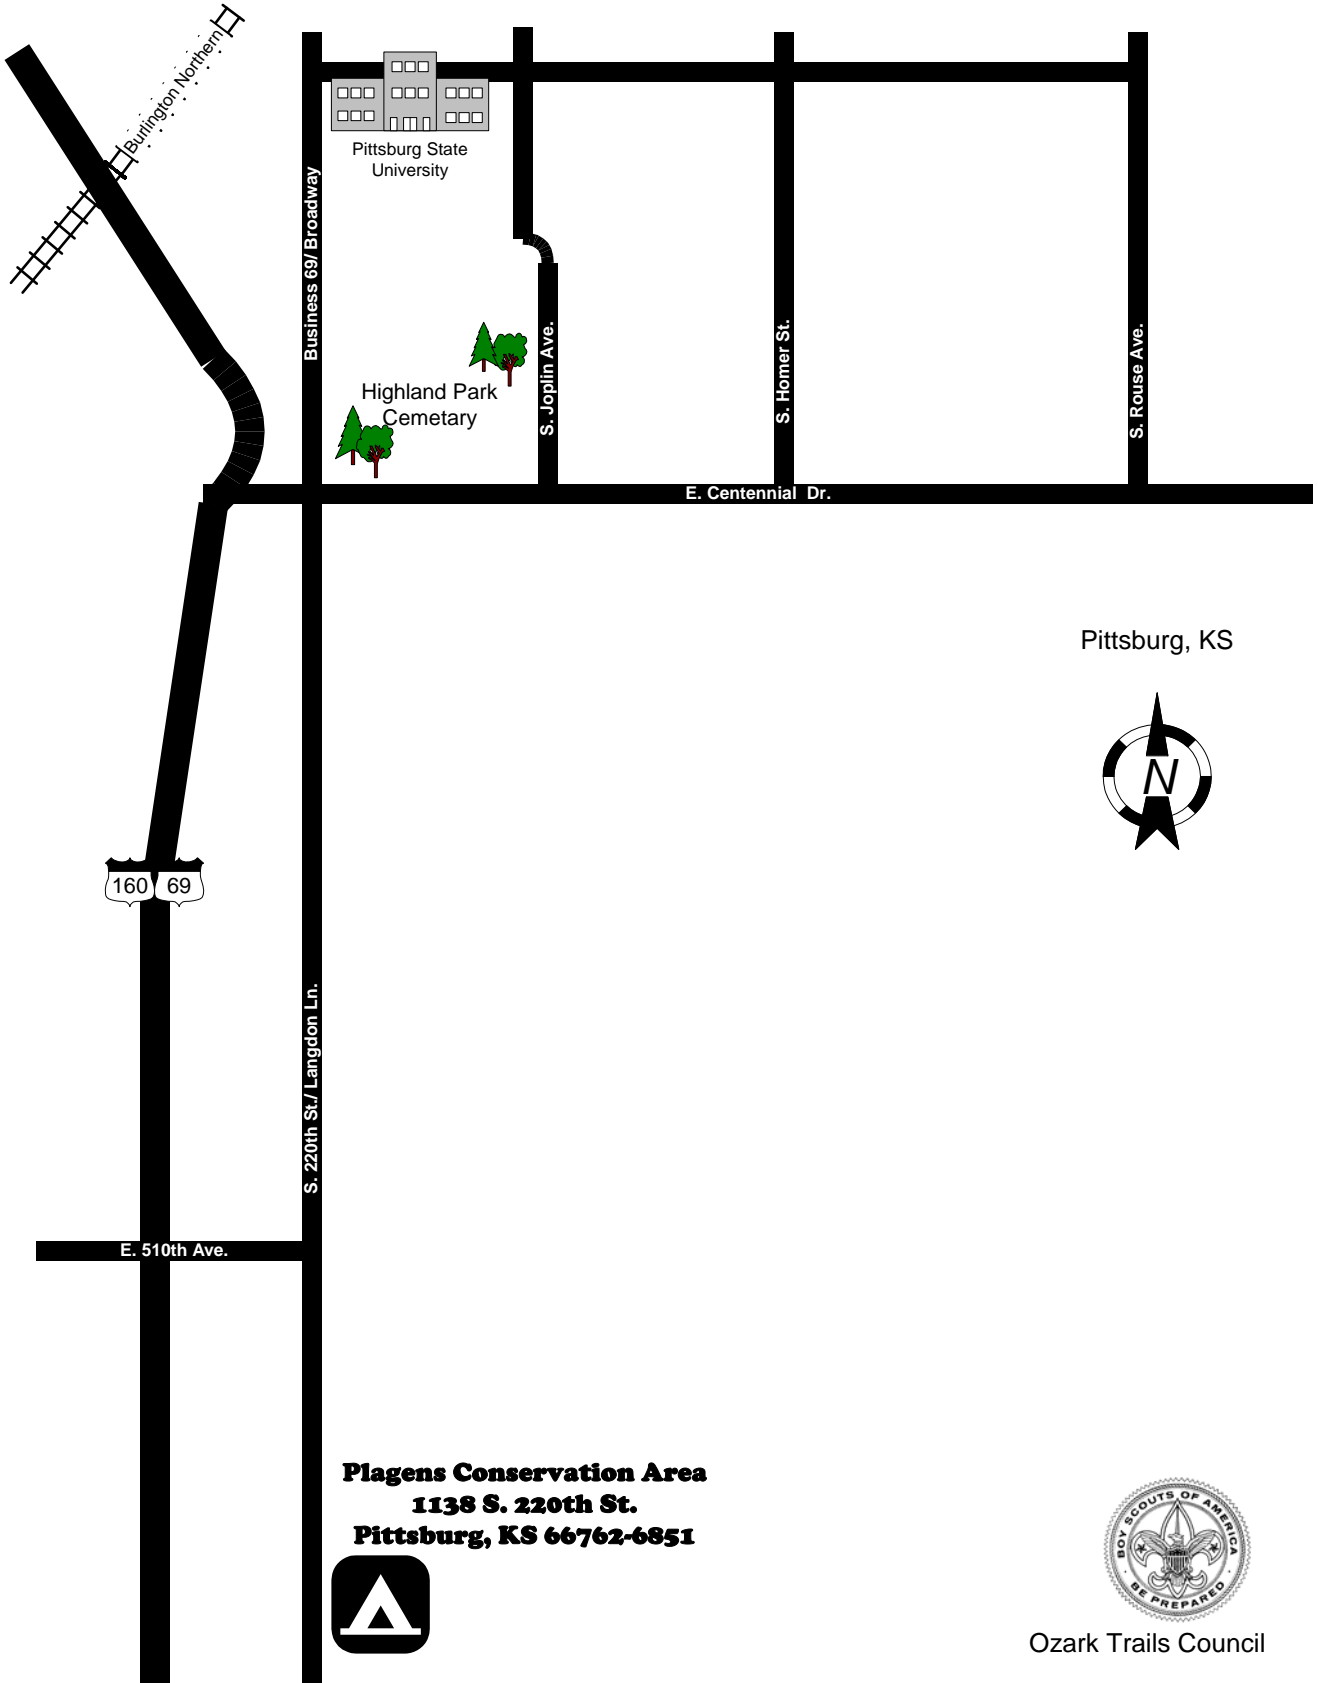 Burlington Northern
Pittsburg State
University
Business 69/ Broadway
Highland Park
Cemetary
S. Joplin Ave.
S. Homer St.
S. Rouse Ave.
E. Centennial Dr.
Pittsburg, KS
N
160
69
S. 220th St./ Langdon Ln.
E. 510th Ave.
Plagens Conservation Area
1138 S. 220th St.
Pittsburg, KS 66762-6851
BOY SCOUTS OF AMERICA
BE PREPARED
Ozark Trails Council